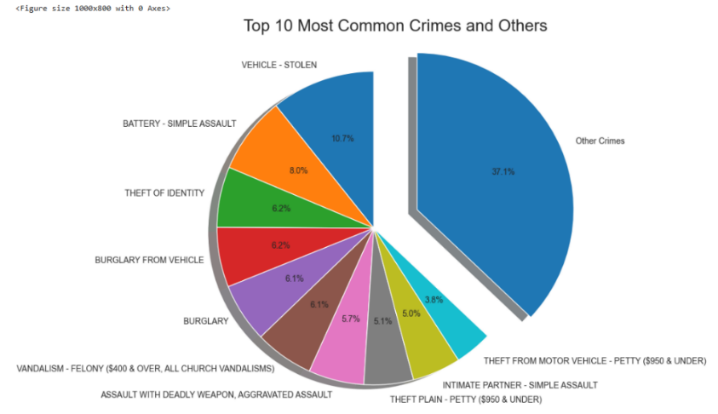 <Figure size 1000x800 with 0 Axes>
Top 10 Most Common Crimes and Others
VEHICLE - STOLEN
BATTERY - SIMPLE ASSAULT
10.7%
Other Crimes
8.0%
37.1%
THEFT OF IDENTITY
6.2%
BURGLARY FROM VEHICLE
6.2%
6.1%
BURGLARY
6.1%
5.7%
5.1%
5.0%
3.8%
VANDALISM - FELONY ($400 & OVER, ALL CHURCH VANDALISMS)
THEFT FROM MOTOR VEHICLE - PETTY ($950 & UNDER)
INTIMATE PARTNER - SIMPLE ASSAULT
ASSAULT WITH DEADLY WEAPON, AGGRAVATED ASSAULT
THEFT PLAIN - PETTY ($950 & UNDER)